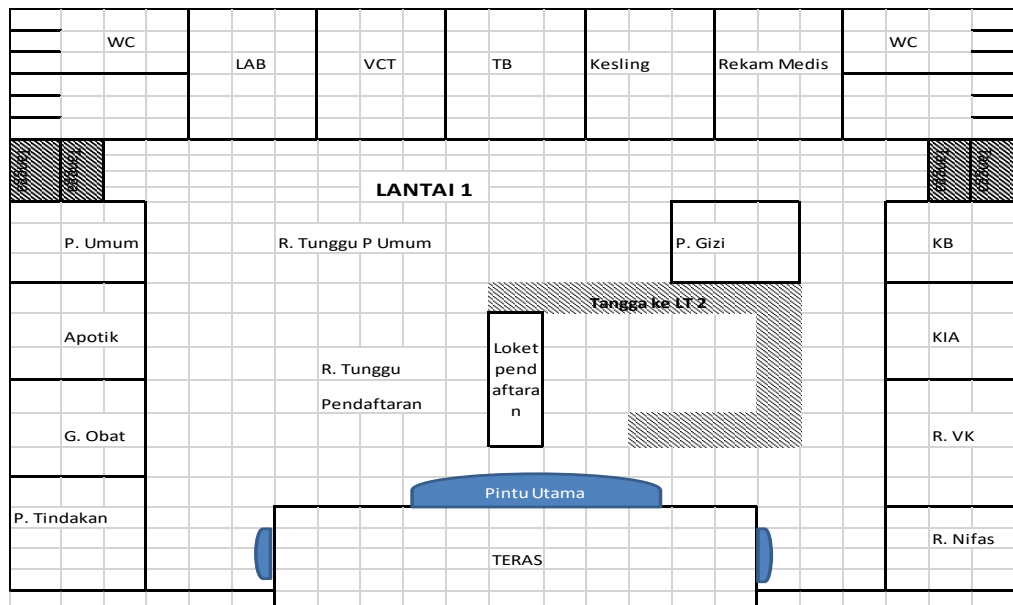 WC
WC
LAB
VCT
TB
Kesling
Rekam Medis
Tangga
Tangga
Tangga
Tangga
LANTAI 1
P. Umum
R. Tunggu P Umum
P. Gizi
KB
Tangga ke LT 2
Apotik
Loket
pend
aftara
n
KIA
R. Tunggu
Pendaftaran
G. Obat
R. VK
Pintu Utama
P. Tindakan
R. Nifas
TERAS